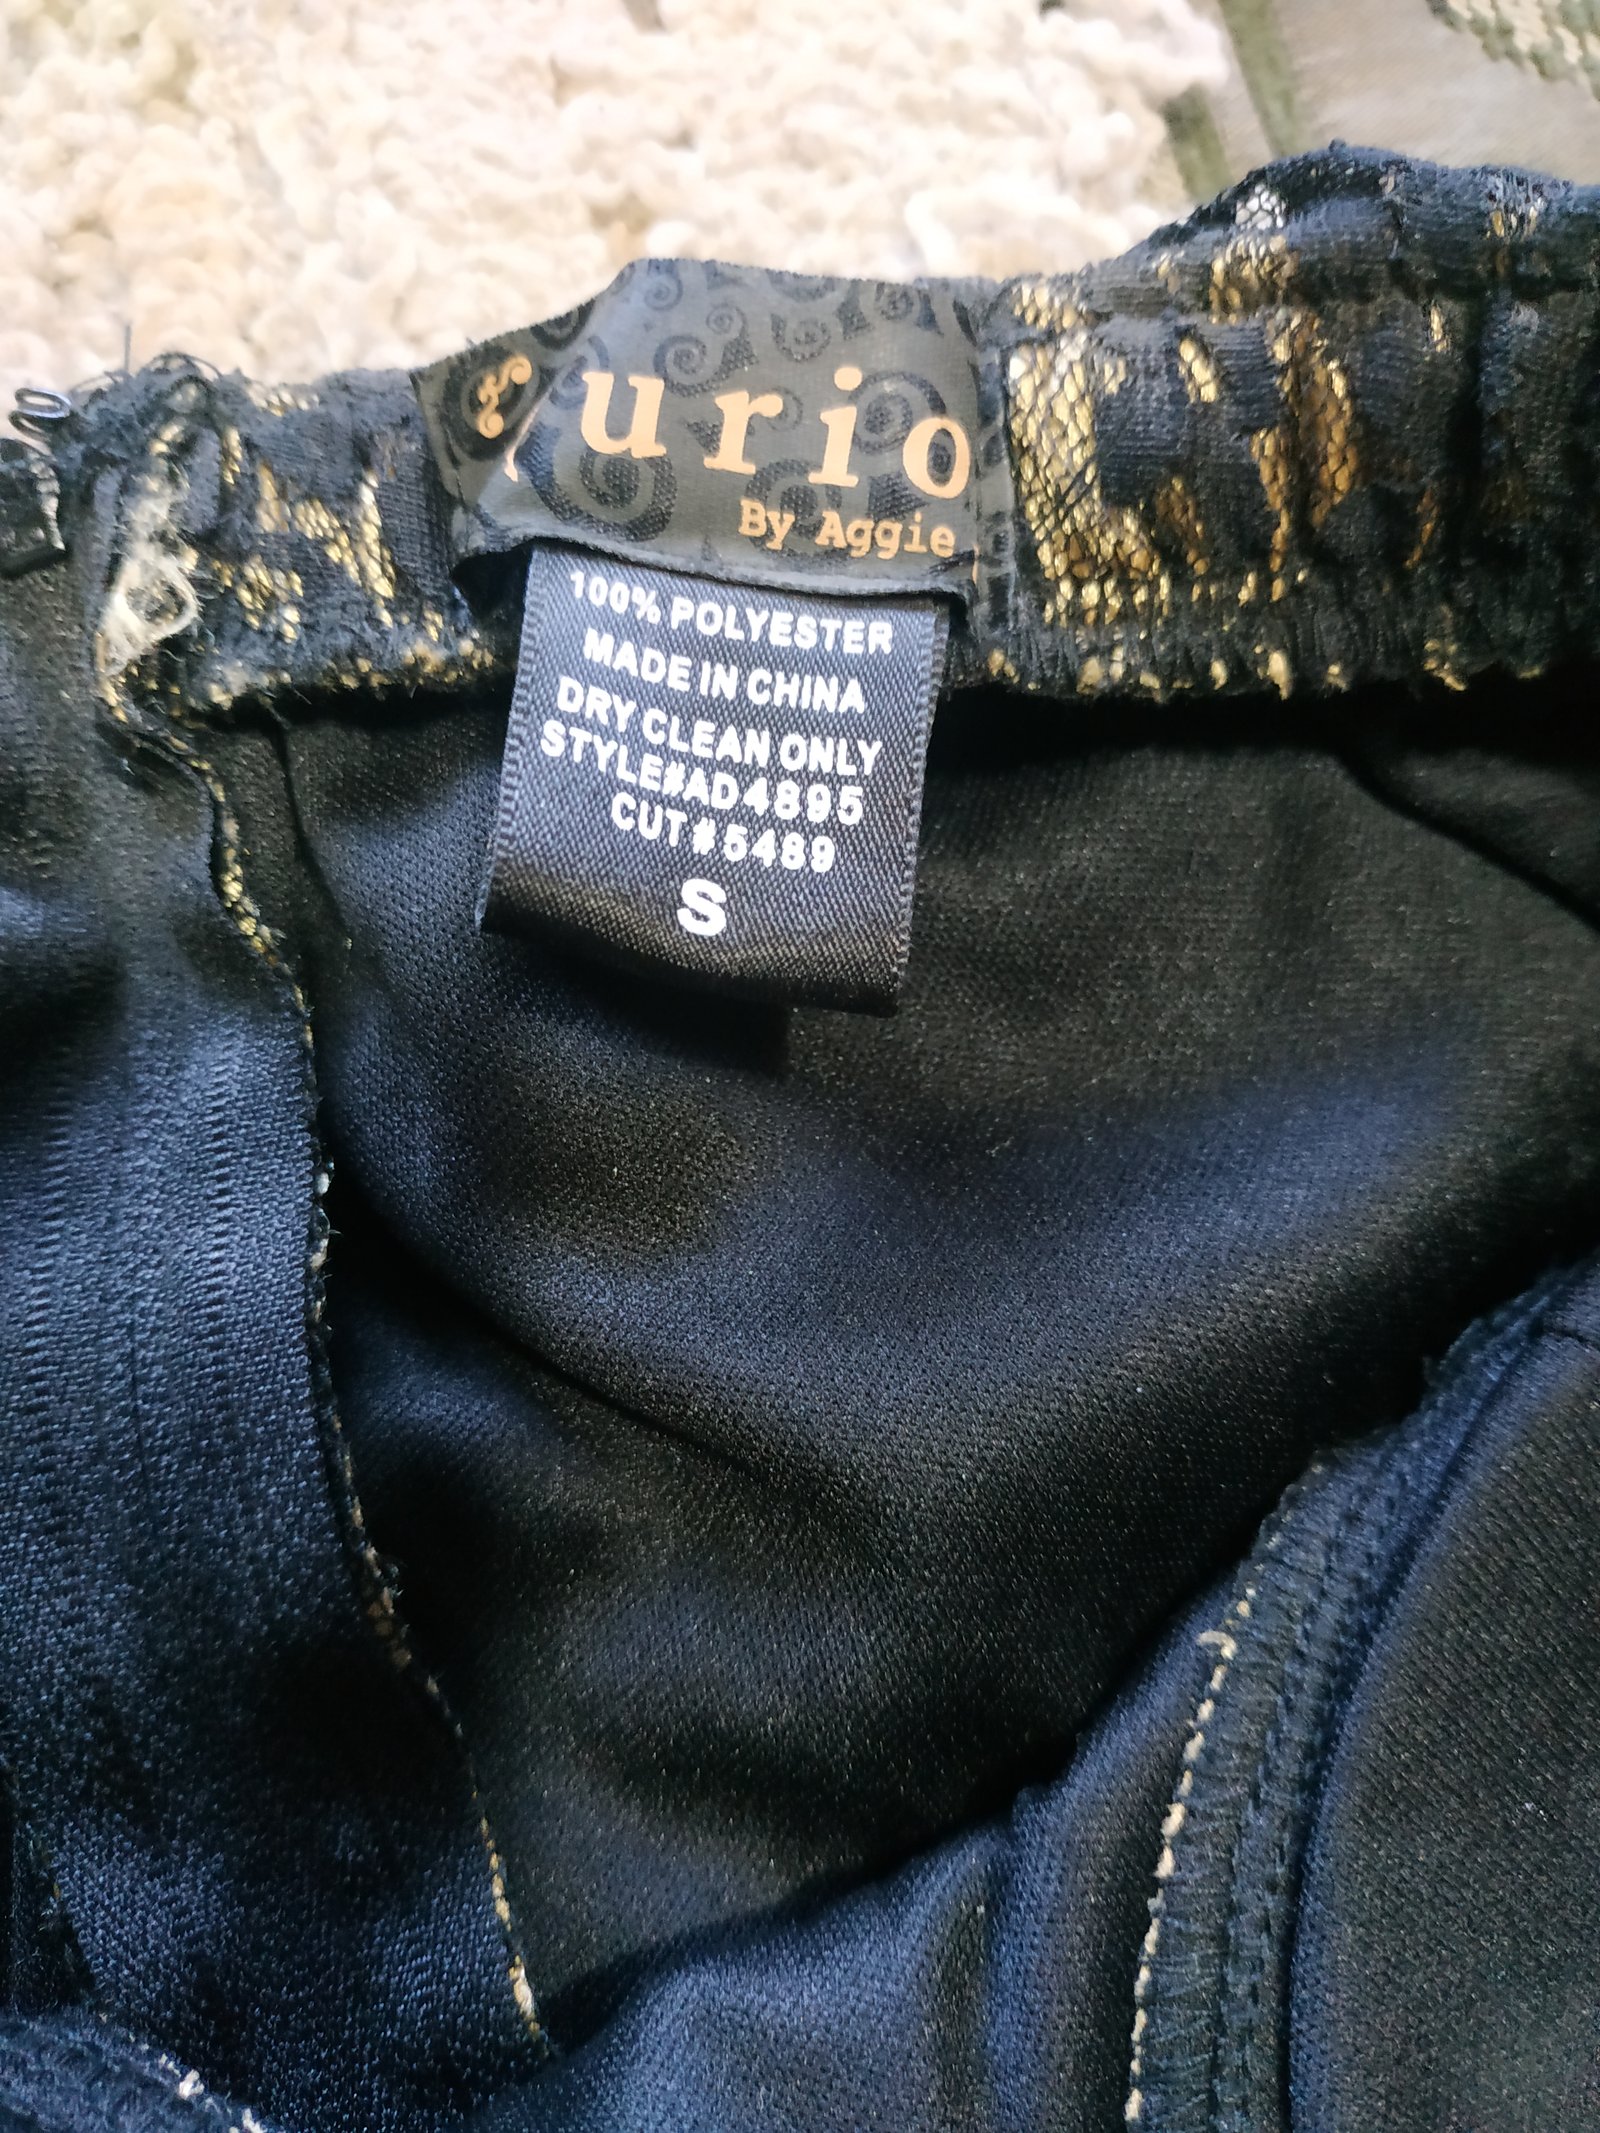 urio
By Aggie
100% POLYESTER
MADE IN CHINA
DRY CLEAN ONLY
STYLE#AD4895
CUT#5489
S